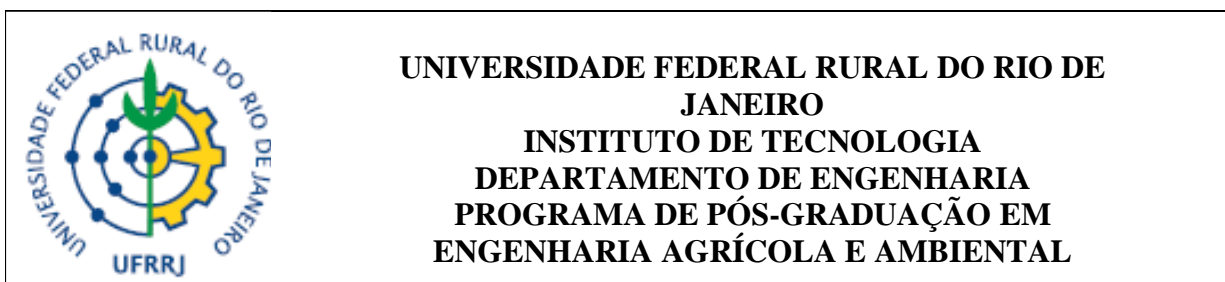 UNIVERSIDADE FEDERAL RURAL DO RIO DE JANEIRO
UFRRJ
UNIVERSIDADE FEDERAL RURAL DO RIO DE
JANEIRO
INSTITUTO DE TECNOLOGIA
DEPARTAMENTO DE ENGENHARIA
PROGRAMA DE PÓS-GRADUAÇÃO EM
ENGENHARIA AGRÍCOLA E AMBIENTAL